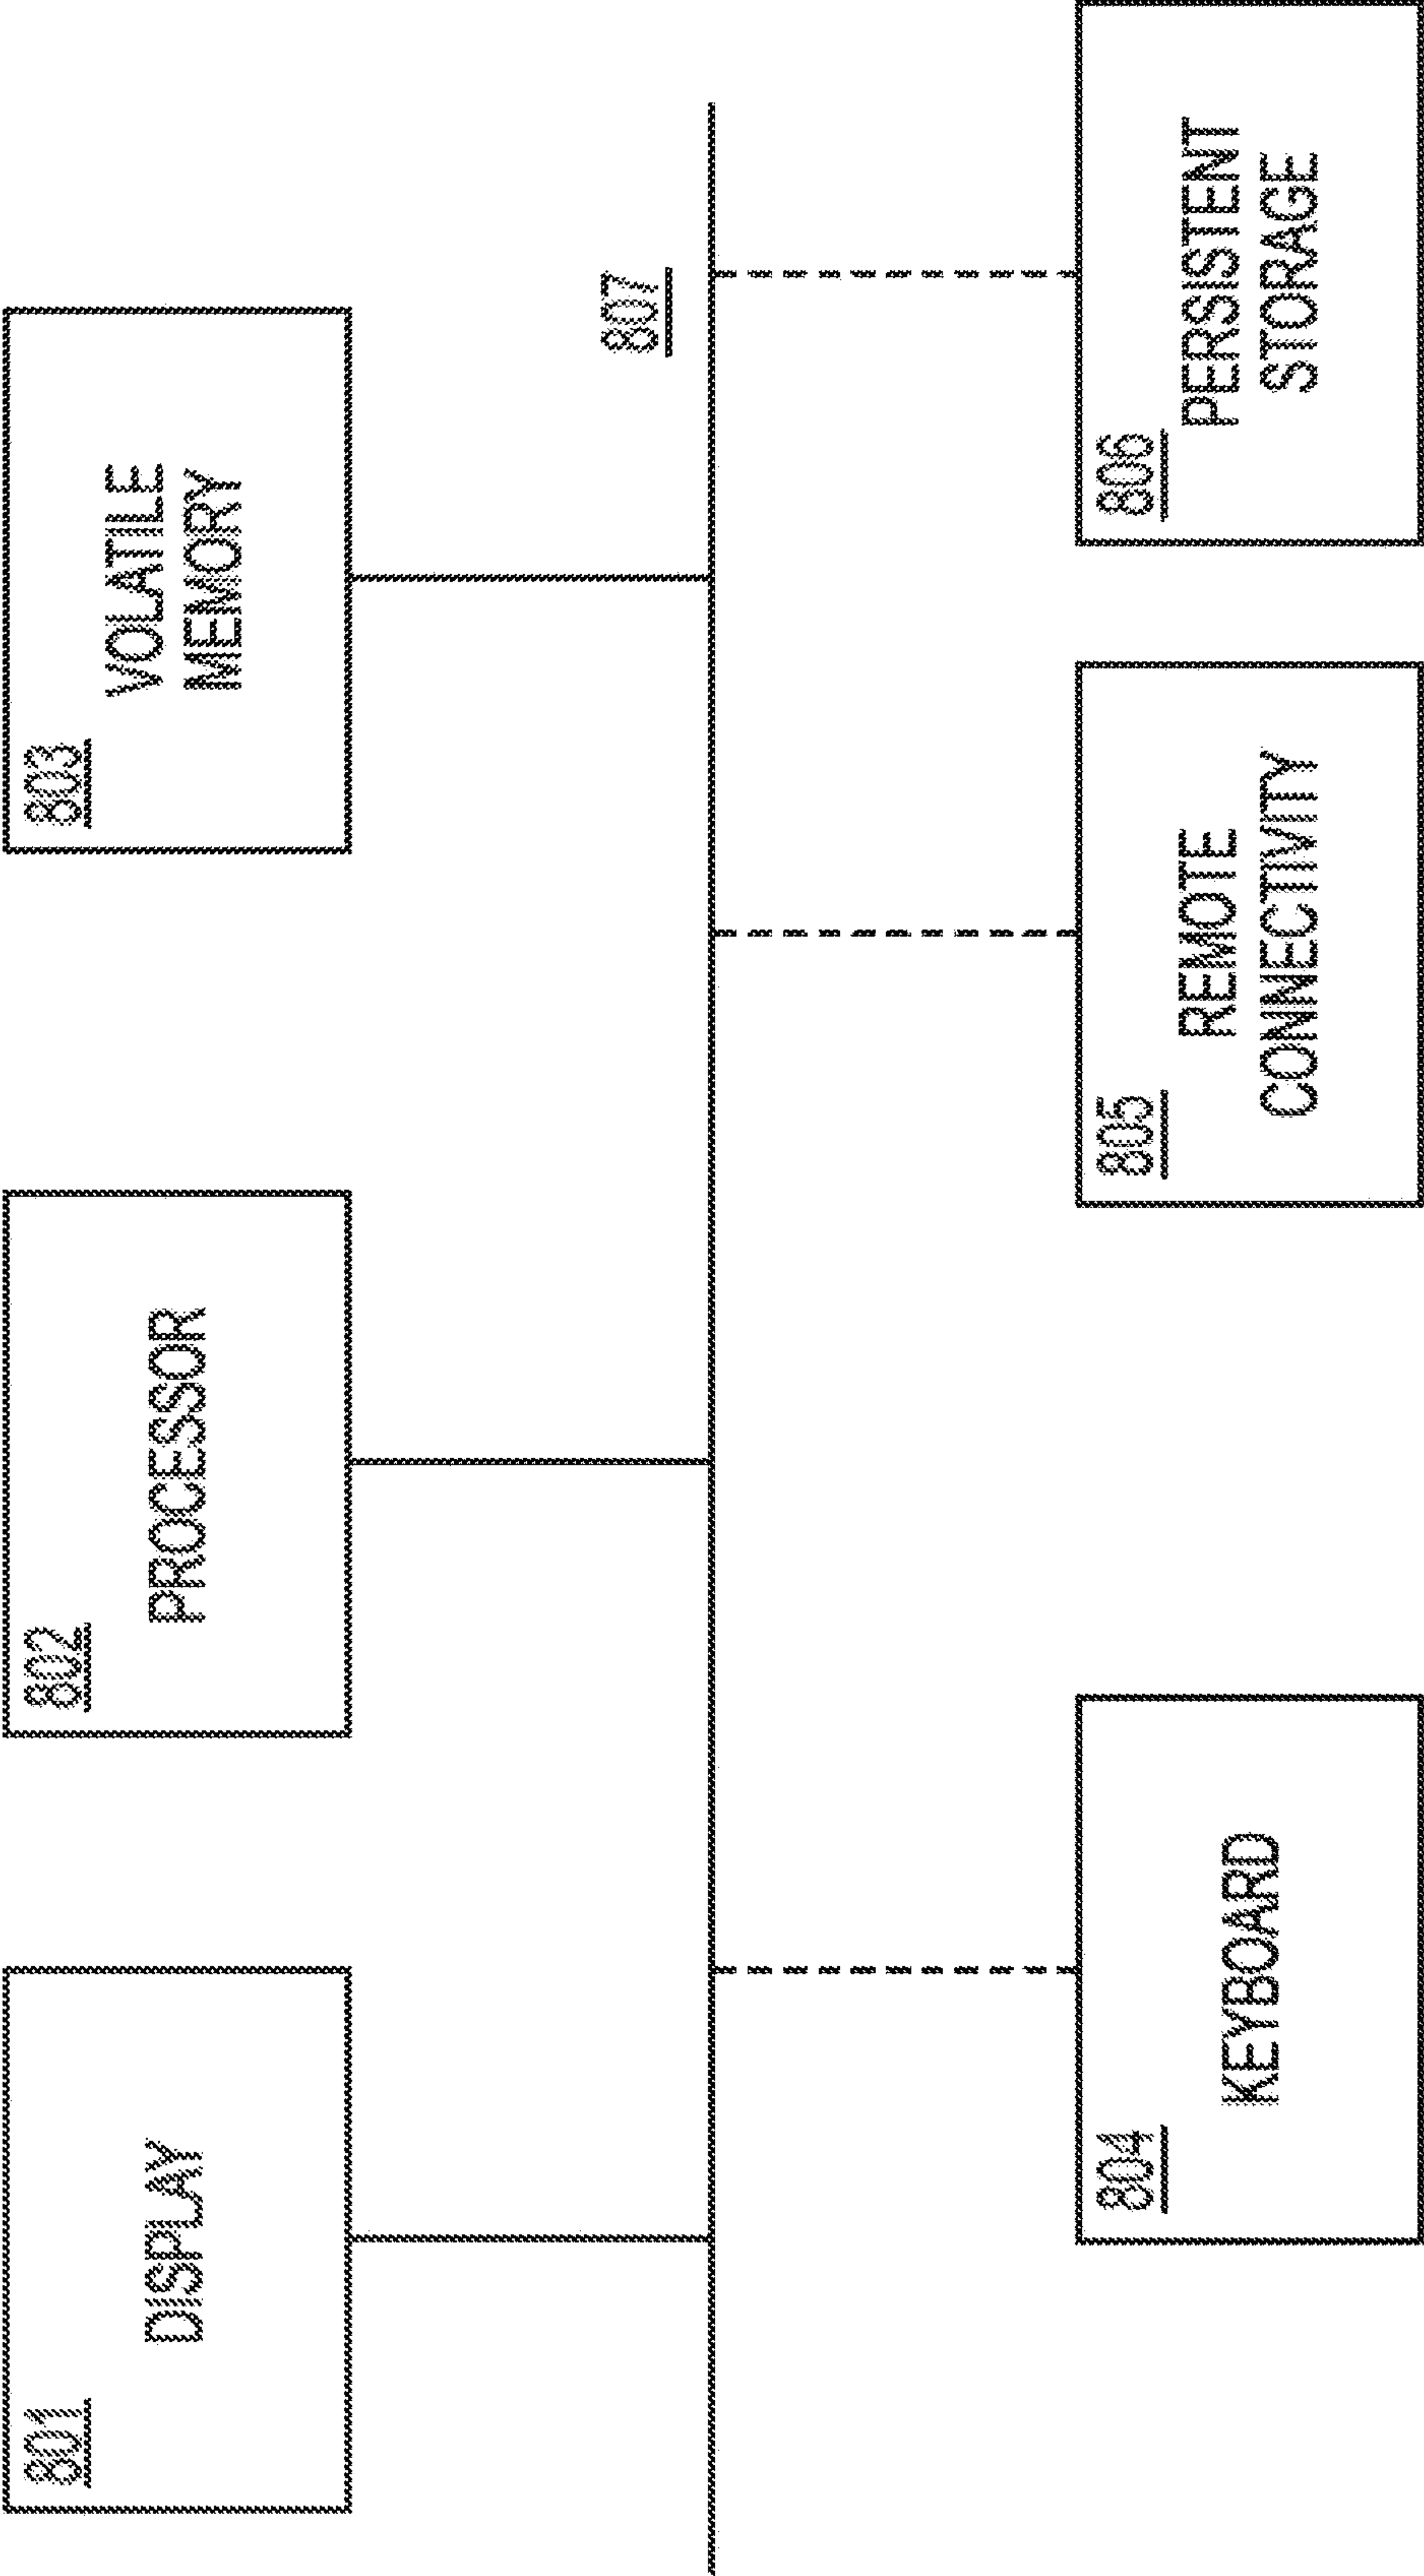 801
DISPLAY
802
PROCESSOR
803
VOLATILE
MEMORY
807
804
KEYBOARD
805
REMOTE
CONNECTIVITY
806
PERSISTENT
STORAGE